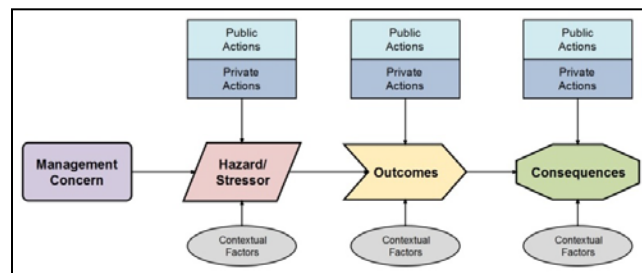 Public
Actions
Private
Actions
Public
Actions
Private
Actions
Public
Actions
Private
Actions
Management
Concern
Hazard/
Stressor
Outcomes
Consequences
Contextual
Factors
Contextual
Factors
Contextual
Factors